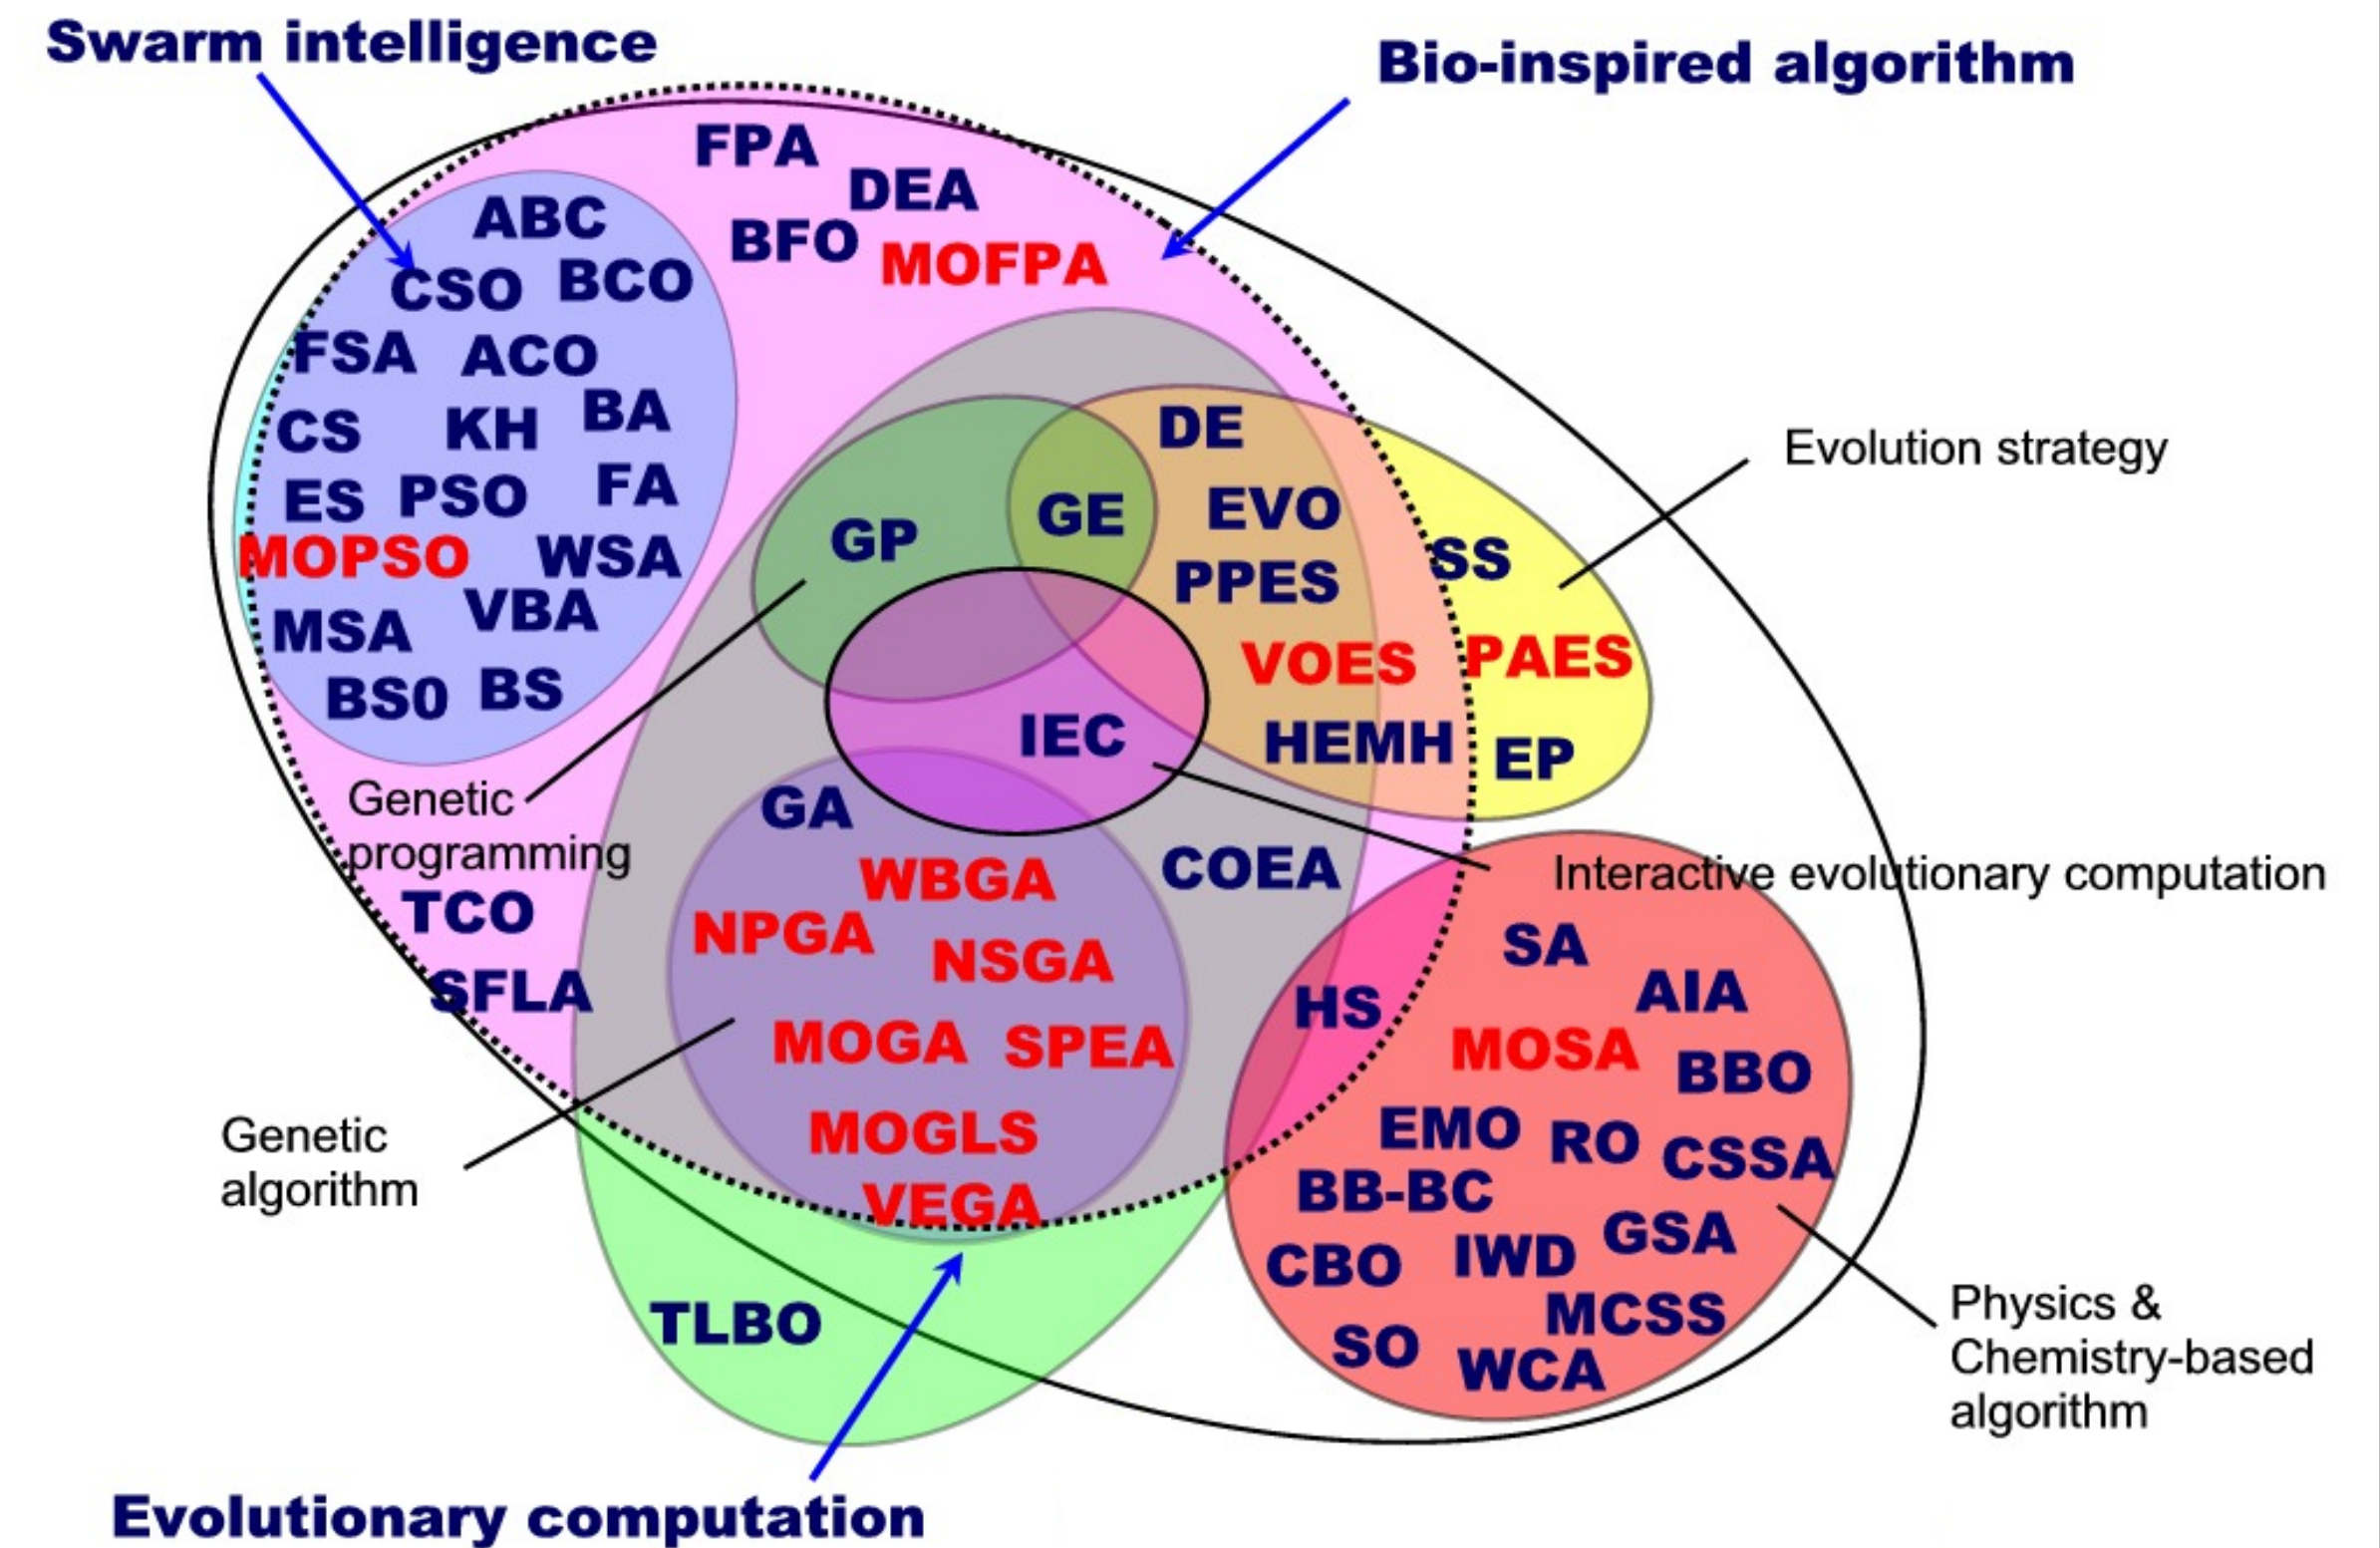 Swarm intelligence
Bio-inspired algorithm
FPA
DEA
BFO
MOFPA
ABC
CSO
BCO
FSA
ACO
CS
KH
BA
ES
PSO
FA
MOPSO
WSA
MSA
VBA
BS0
BS
DE
EVO
GE
GP
PPES
VOES
HEMH
SS
PAES
EP
Evolution strategy
IEC
Genetic
programming
Interactive evolutionary computation
GA
WBGA
COEA
NPGA
NSGA
MOGA
SPEA
MOGLS
VEGA
TCO
SFLA
HS
SA
AIA
MOSA
BBO
EMO
RO
CSSA
BB-BC
GSA
CBO
IWD
MCSS
SO
WCA
Genetic
algorithm
TLBO
Physics &
Chemistry-based
algorithm
Evolutionary computation